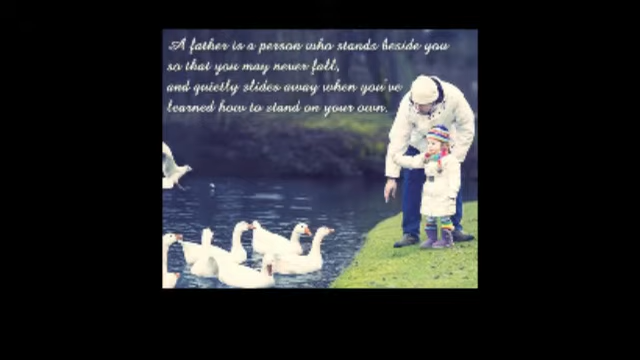 A father is a person who stands beside you
so that you may never fall,
and quietly slides away when you've
learned how to stand on your own.